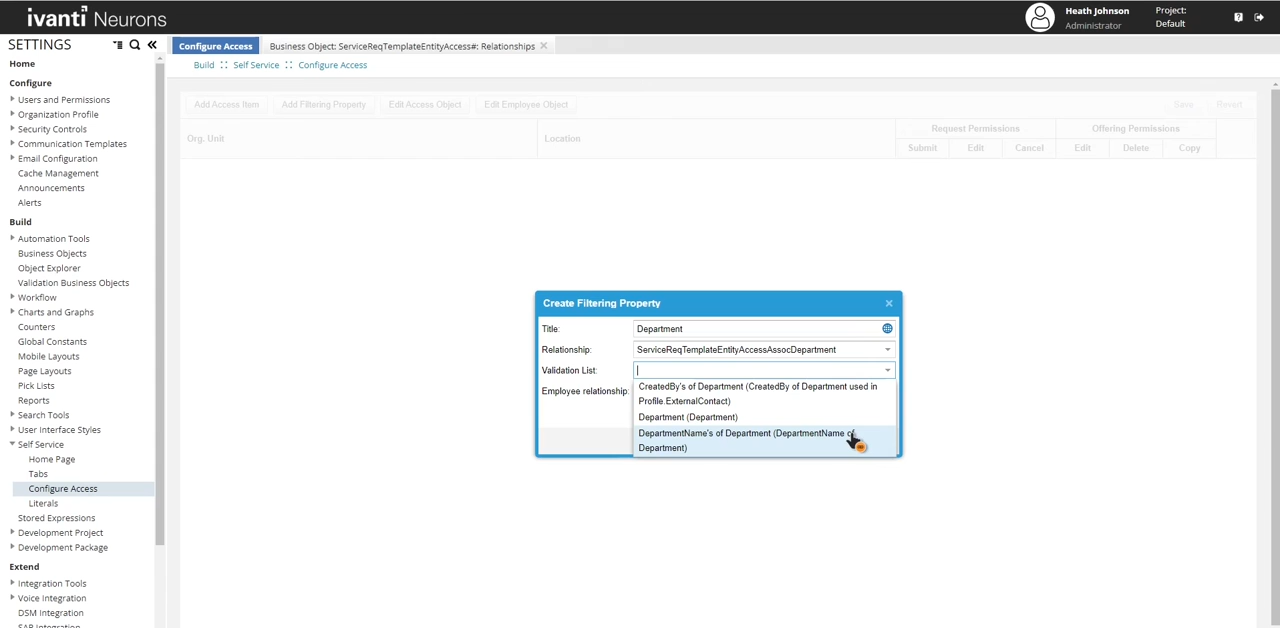 ivanti Neurons
Heath Johnson
Administrator
Project:
Default
SETTINGS
Configure Access
Business Object: ServiceReqTemplateEntityAccess#: Relationships
Build :: Self Service :: Configure Access
Home
Configure
Users and Permissions
Organization Profile
Security Controls
Communication Templates
Email Configuration
Cache Management
Announcements
Alerts
Build
Automation Tools
Business Objects
Object Explorer
Validation Business Objects
Workflow
Charts and Graphs
Counters
Global Constants
Mobile Layouts
Page Layouts
Pick Lists
Reports
Search Tools
User Interface Styles
Self Service
Home Page
Tabs
Configure Access
Literals
Stored Expressions
Development Project
Development Package
Extend
Integration Tools
Voice Integration
DSM Integration
SAP Integration
Add Access Item
Add Filtering Property
Edit Access Object
Edit Employee Object
Save
Revert
Org. Unit
Location
Request Permissions
Offering Permissions
Submit
Edit
Cancel
Edit
Delete
Copy
Create Filtering Property
Title:
Department
Relationship:
ServiceReqTemplateEntityAccessAssocDepartment
Validation List:
Employee relationship:
CreatedBy's of Department (CreatedBy of Department used in
Profile.ExternalContact)
Department (Department)
DepartmentName's of Department (DepartmentName of
Department)